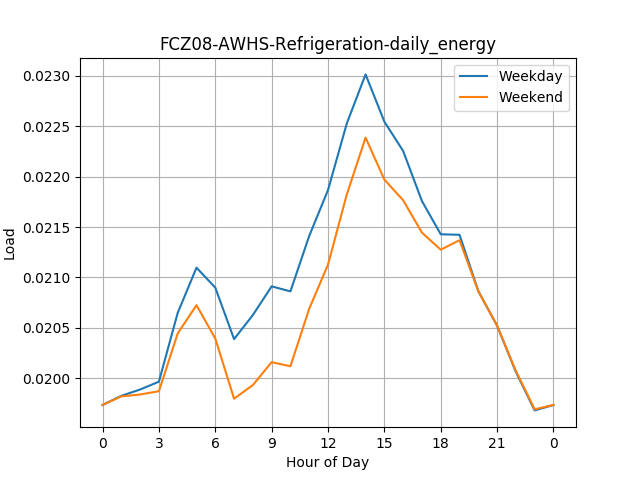 FCZ08-AWHS-Refrigeration-daily_energy
Weekday
Weekend
0.0230
0.0225
0.0220
0.0215
0.0210
0.0205
0.0200
Load
0 3 6 9 12 15 18 21 0
Hour of Day